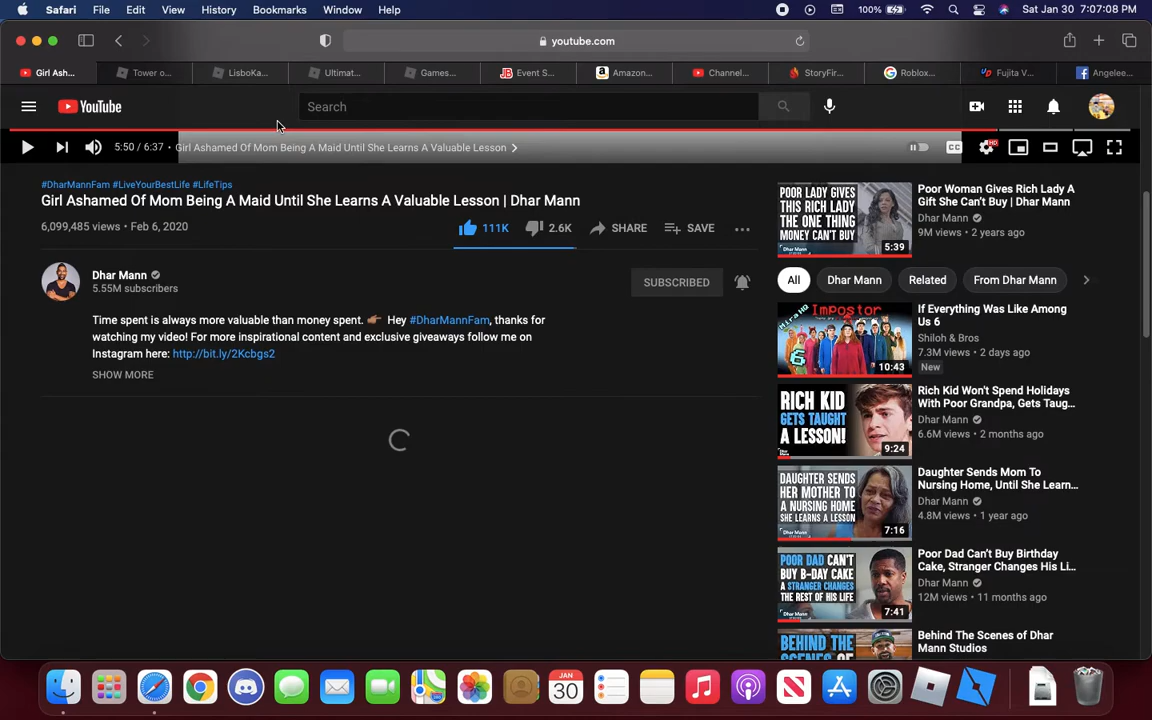 Safari File Edit View History Bookmarks Window Help 100% Sat Jan 30 7:07:08 PM
youtube.com
Girl Ash... Tower o... LisboKa... Ultimat... Games... Event S... Amazon... Channel... StoryFir... Roblox... Fujita V... Angelee...
YouTube Search
5:50 / 6:37 • Girl Ashamed Of Mom Being A Maid Until She Learns A Valuable Lesson CC HD
#DharMannFam #LiveYourBestLife #LifeTips
Girl Ashamed Of Mom Being A Maid Until She Learns A Valuable Lesson | Dhar Mann
6,099,485 views • Feb 6, 2020
111K 2.6K SHARE SAVE
Dhar Mann
5.55M subscribers
SUBSCRIBED
Time spent is always more valuable than money spent. Hey #DharMannFam, thanks for
watching my video! For more inspirational content and exclusive giveaways follow me on
Instagram here: http://bit.ly/2Kcbgs2
SHOW MORE
POOR LADY GIVES
THIS RICH LADY
THE ONE THING
MONEY CAN'T BUY
5:39
Poor Woman Gives Rich Lady A
Gift She Can't Buy | Dhar Mann
Dhar Mann
9M views • 2 years ago
All Dhar Mann Related From Dhar Mann
Impostor
6
10:43
If Everything Was Like Among
Us 6
Shiloh & Bros
7.3M views • 2 days ago
New
RICH KID
GETS TAUGHT
A LESSON!
9:24
Rich Kid Won't Spend Holidays
With Poor Grandpa, Gets Taug...
Dhar Mann
6.6M views • 2 months ago
DAUGHTER SENDS
HER MOTHER TO
A NURSING HOME
SHE LEARNS A LESSON
7:16
Daughter Sends Mom To
Nursing Home, Until She Learn...
Dhar Mann
4.8M views • 1 year ago
POOR DAD CAN'T
BUY B-DAY CAKE
A STRANGER CHANGES
THE REST OF HIS LIFE
7:41
Poor Dad Can't Buy Birthday
Cake, Stranger Changes His Li...
Dhar Mann
12M views • 11 months ago
BEHIND THE
Behind The Scenes of Dhar
Mann Studios
JAN
30